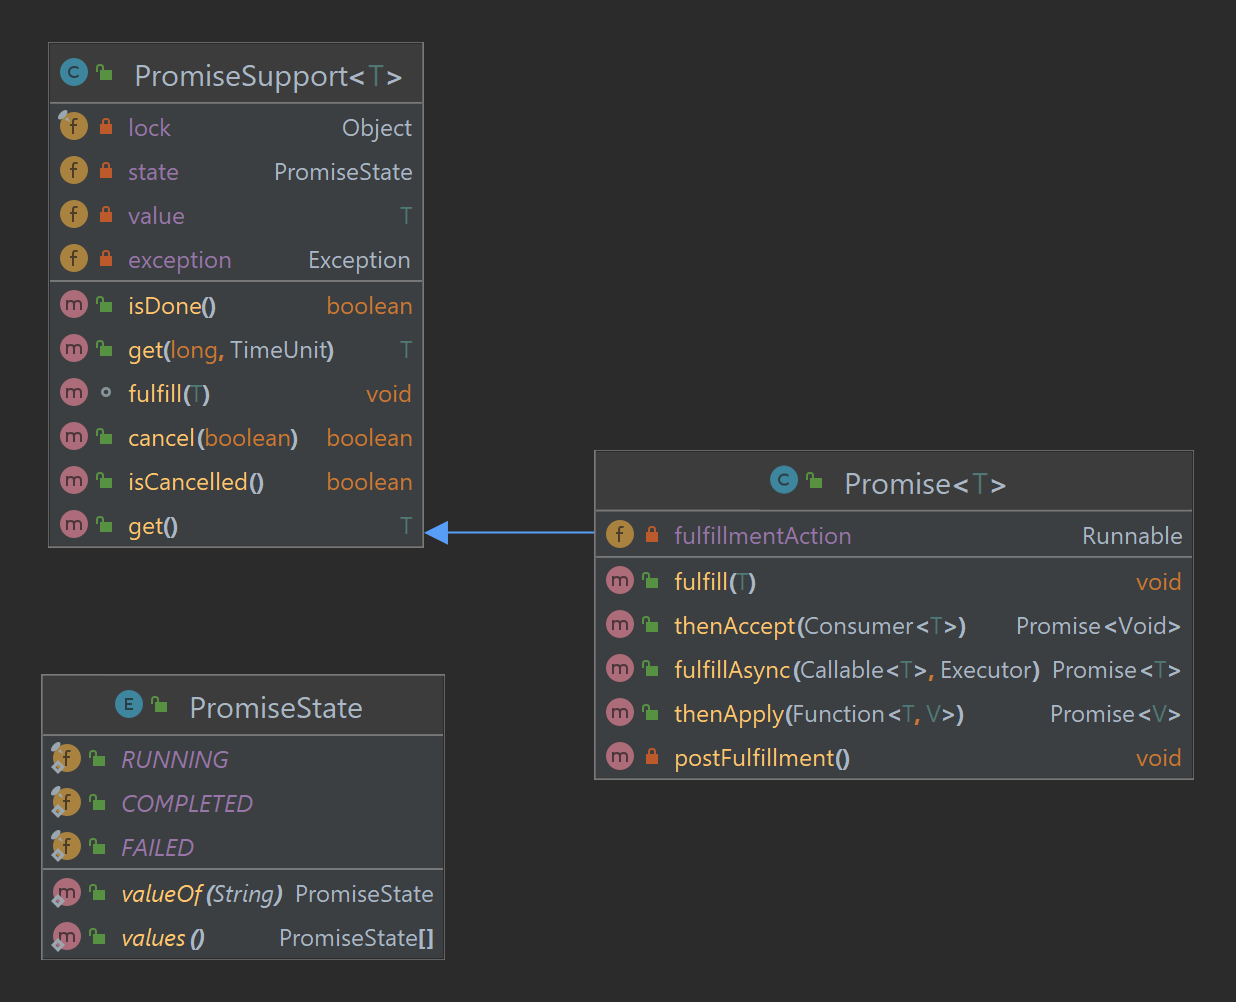 PromiseSupport<T>
lock Object
state PromiseState
value T
exception Exception
isDone() boolean
get(long, TimeUnit) T
fulfill(T) void
cancel(boolean) boolean
isCancelled() boolean
get() T
Promise<T>
fulfillmentAction Runnable
fulfill(T) void
thenAccept(Consumer<T>) Promise<Void>
fulfillAsync(Callable<T>, Executor) Promise<T>
thenApply(Function<T, V>) Promise<V>
postFulfillment() void
PromiseState
RUNNING
COMPLETED
FAILED
valueOf(String) PromiseState
values() PromiseState[]